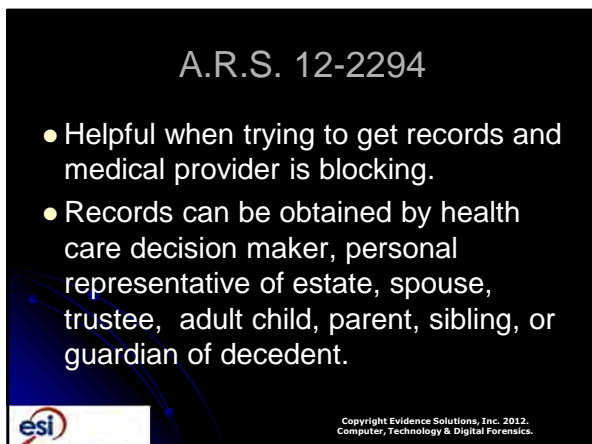 A.R.S. 12-2294
Helpful when trying to get records and
medical provider is blocking.
Records can be obtained by health
care decision maker, personal
representative of estate, spouse,
trustee, adult child, parent, sibling, or
guardian of decedent.
esi
Copyright Evidence Solutions, Inc. 2012.
Computer, Technology & Digital Forensics.